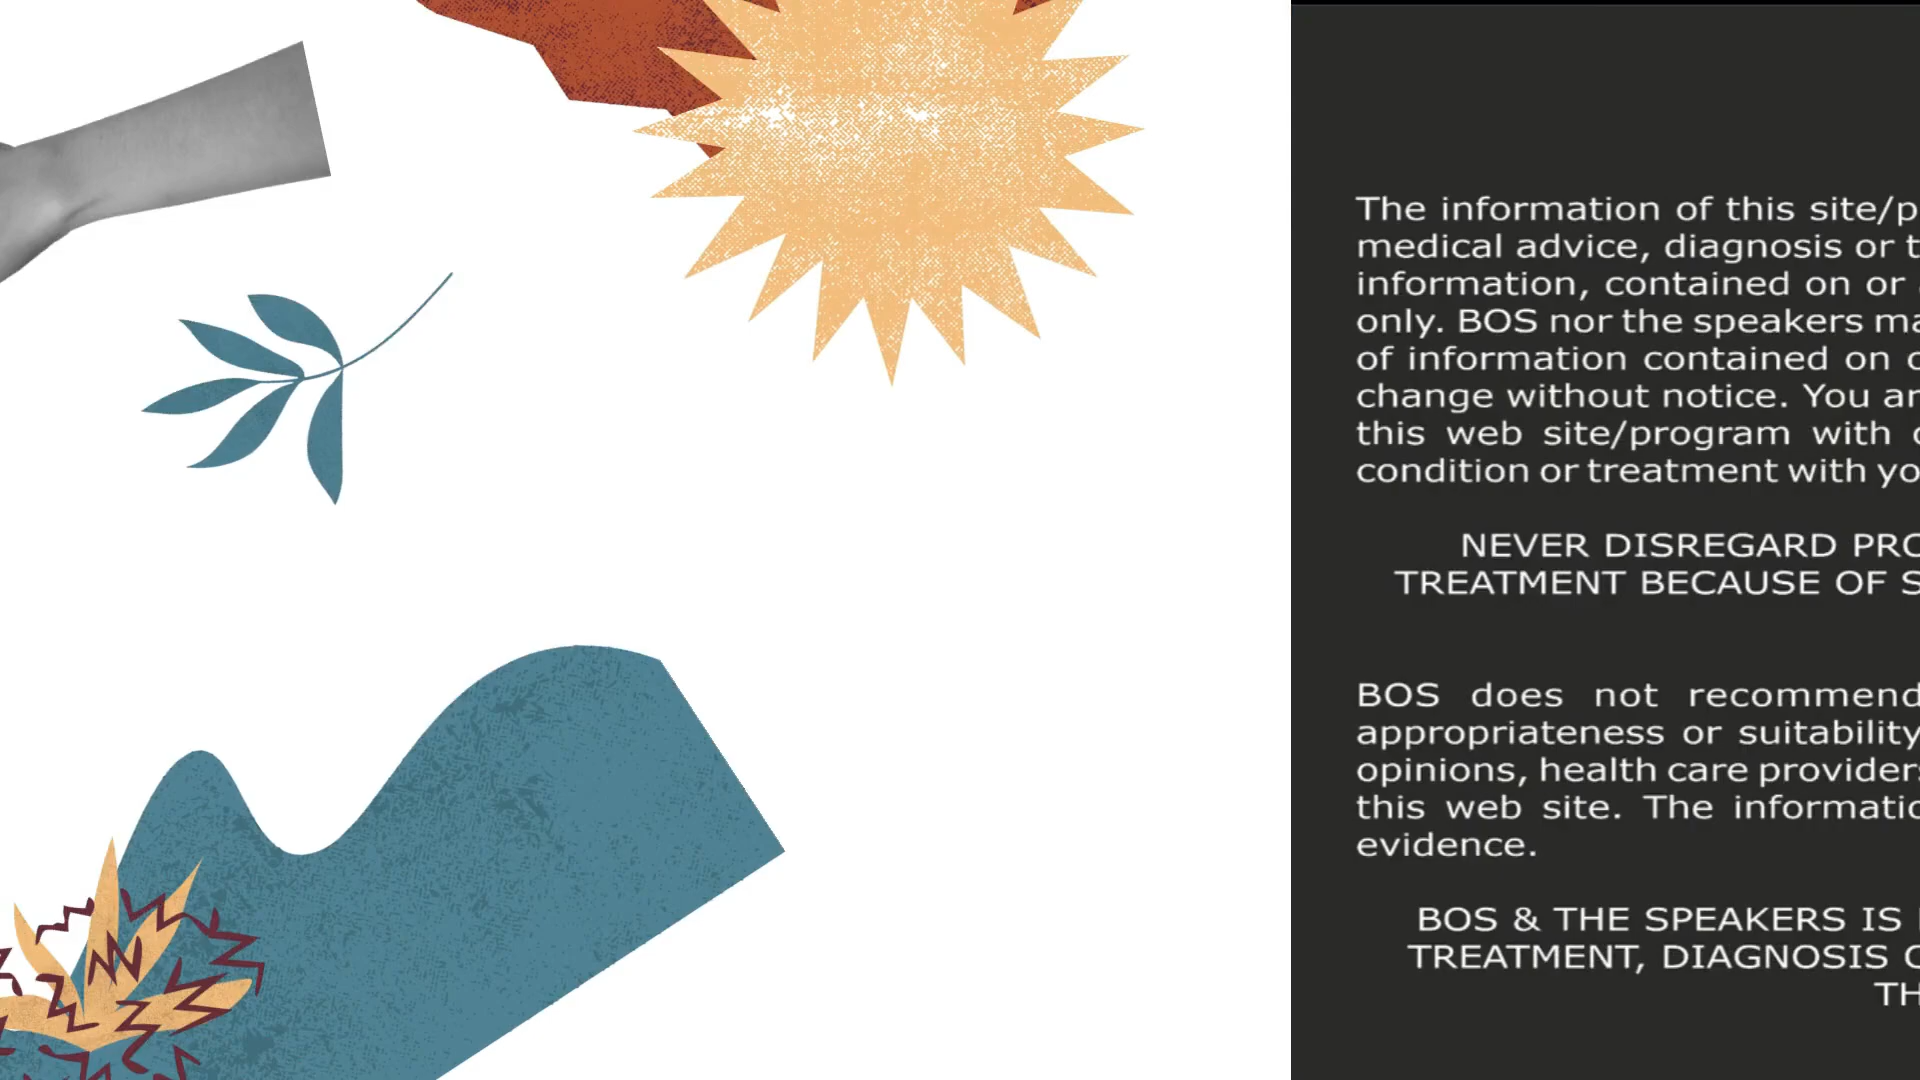 The information of this site/p
medical advice, diagnosis or t
information, contained on or
only. BOS nor the speakers ma
of information contained on o
change without notice. You ar
this web site/program with
condition or treatment with yo
NEVER DISREGARD PRO
TREATMENT BECAUSE OF S
BOS does not recommend
appropriateness or suitability
opinions, health care providers
this web site. The informatio
evidence.
BOS & THE SPEAKERS IS
TREATMENT, DIAGNOSIS O
TH